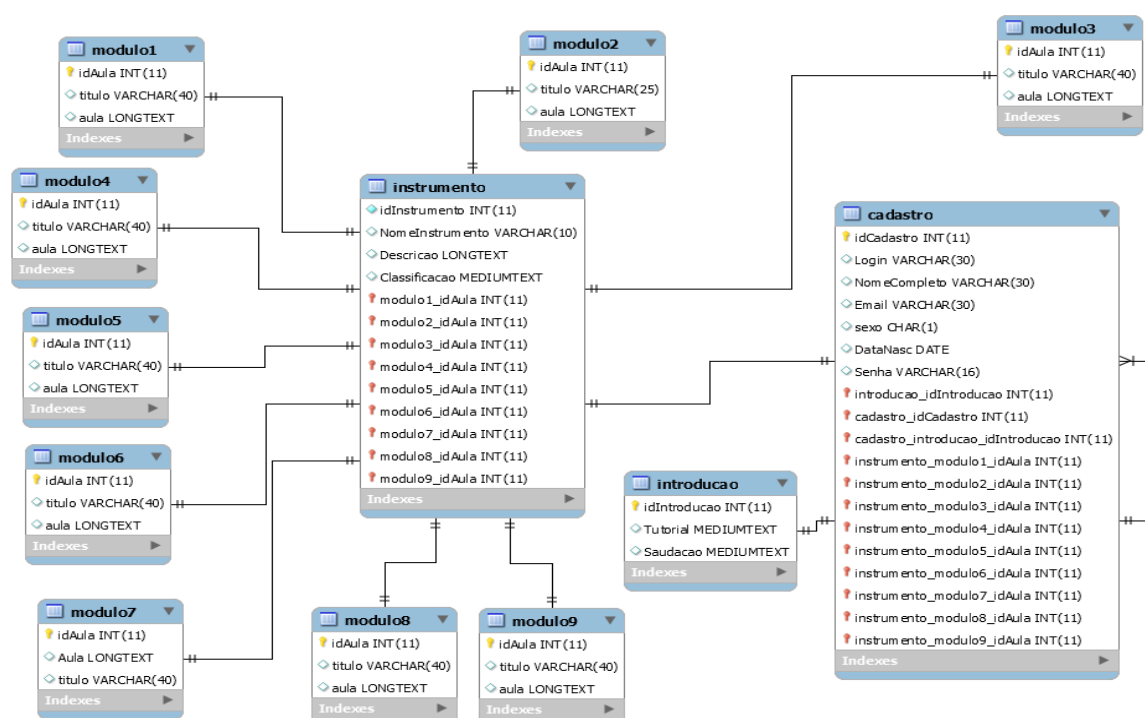 modulo1
idAula INT(11)
titulo VARCHAR(40)
aula LONGTEXT
Indexes
modulo2
idAula INT(11)
titulo VARCHAR(25)
aula LONGTEXT
Indexes
modulo3
idAula INT(11)
titulo VARCHAR(40)
aula LONGTEXT
Indexes
modulo4
idAula INT(11)
titulo VARCHAR(40)
aula LONGTEXT
Indexes
instrumento
idInstrumento INT(11)
NomeInstrumento VARCHAR(10)
Descricao LONGTEXT
Classificacao MEDIUMTEXT
modulo1_idAula INT(11)
modulo2_idAula INT(11)
modulo3_idAula INT(11)
modulo4_idAula INT(11)
modulo5_idAula INT(11)
modulo6_idAula INT(11)
modulo7_idAula INT(11)
modulo8_idAula INT(11)
modulo9_idAula INT(11)
Indexes
cadastro
idCadastro INT(11)
Login VARCHAR(30)
NomeCompleto VARCHAR(30)
Email VARCHAR(30)
sexo CHAR(1)
DataNasc DATE
Senha VARCHAR(16)
introducao_idIntroducao INT(11)
cadastro_idCadastro INT(11)
cadastro_introducao_idIntroducao INT(11)
instrumento_modulo1_idAula INT(11)
instrumento_modulo2_idAula INT(11)
instrumento_modulo3_idAula INT(11)
instrumento_modulo4_idAula INT(11)
instrumento_modulo5_idAula INT(11)
instrumento_modulo6_idAula INT(11)
instrumento_modulo7_idAula INT(11)
instrumento_modulo8_idAula INT(11)
instrumento_modulo9_idAula INT(11)
Indexes
modulo5
idAula INT(11)
titulo VARCHAR(40)
aula LONGTEXT
Indexes
modulo6
idAula INT(11)
titulo VARCHAR(40)
aula LONGTEXT
Indexes
introducao
idIntroducao INT(11)
Tutorial MEDIUMTEXT
Saudacao MEDIUMTEXT
Indexes
modulo7
idAula INT(11)
Aula LONGTEXT
titulo VARCHAR(40)
Indexes
modulo8
idAula INT(11)
titulo VARCHAR(40)
aula LONGTEXT
Indexes
modulo9
idAula INT(11)
titulo VARCHAR(40)
aula LONGTEXT
Indexes